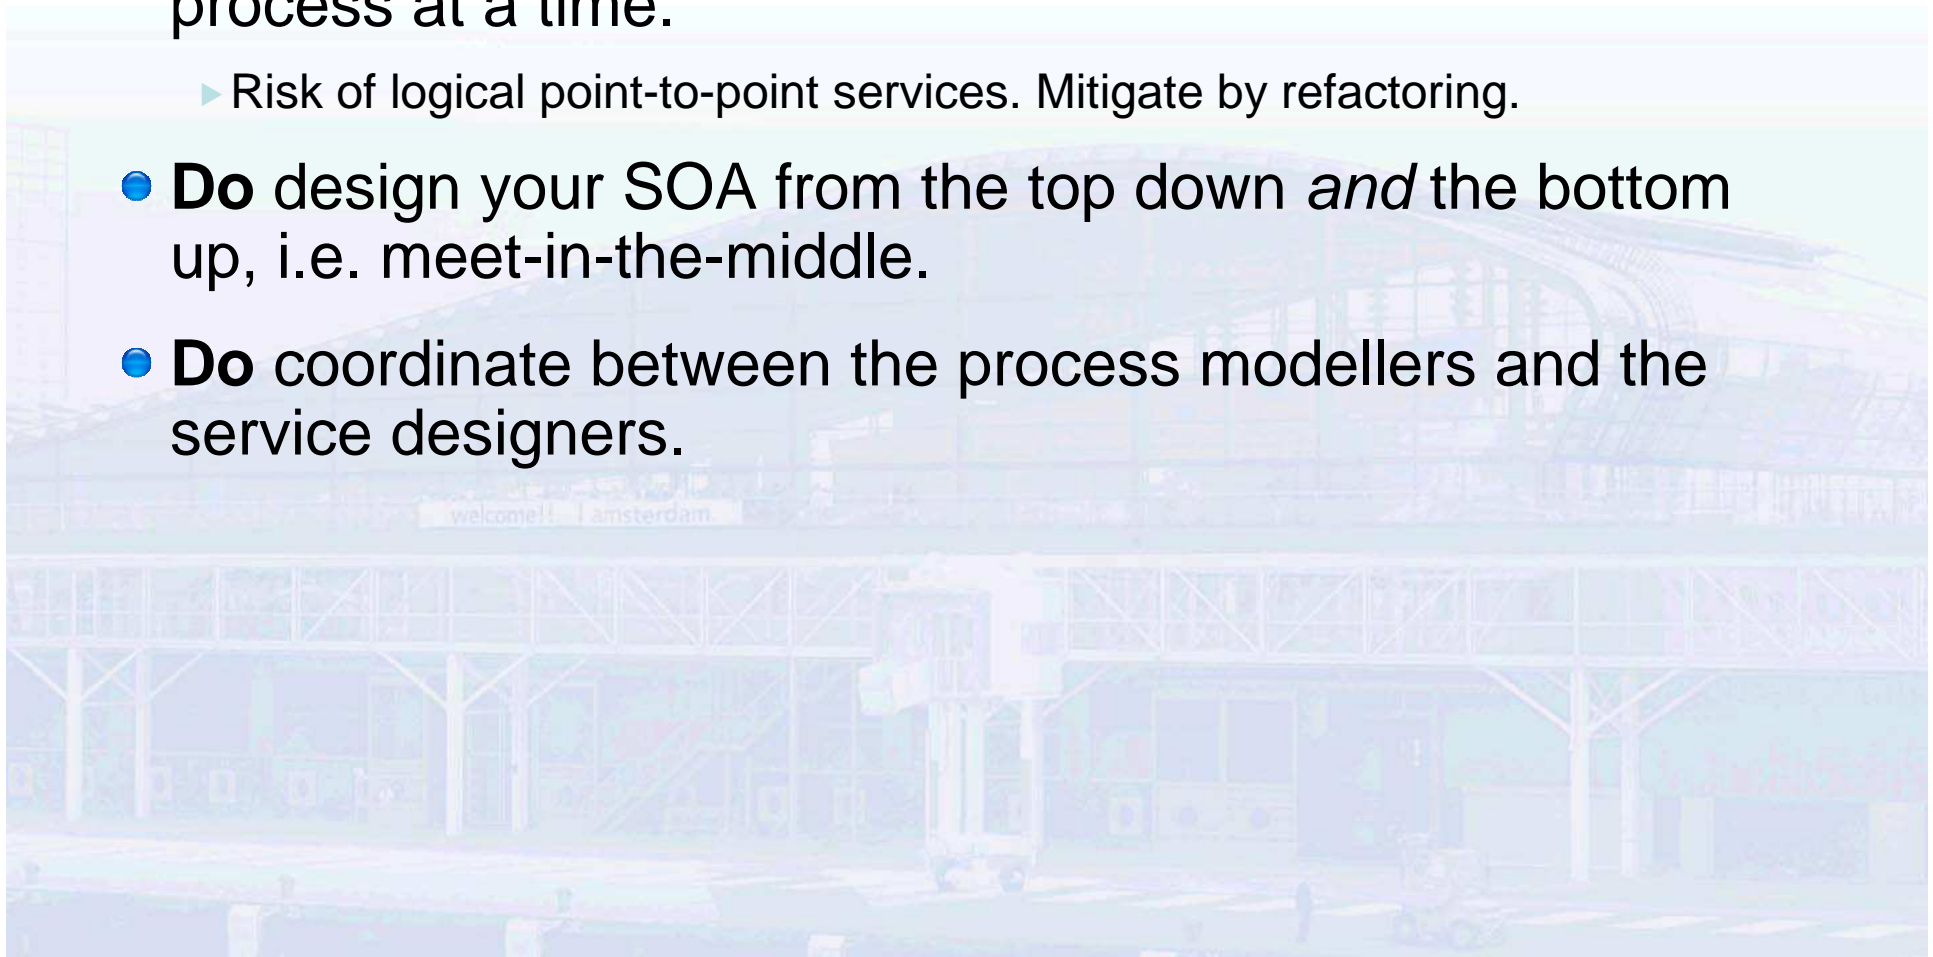 process at a time.
Risk of logical point-to-point services. Mitigate by refactoring.
Do design your SOA from the top down and the bottom
up, i.e. meet-in-the-middle.
Do coordinate between the process modellers and the
service designers.
welcome!! I amsterdam.